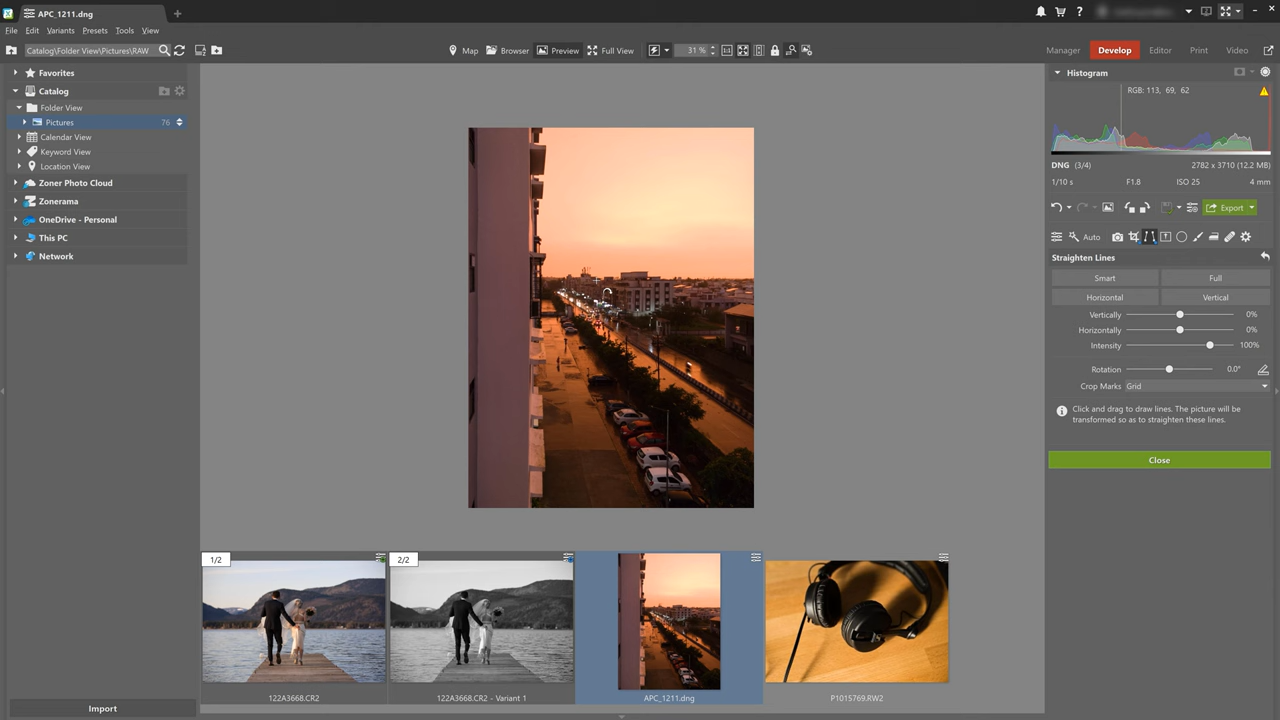 APC_1211.dng
File Edit Variants Presets Tools View
Catalog\Folder View\Pictures\RAW
Map Browser Preview Full View 31 %
Manager Develop Editor Print Video
Favorites
Catalog
Folder View
Pictures 76
Calendar View
Keyword View
Location View
Zoner Photo Cloud
Zonerama
OneDrive - Personal
This PC
Network
Import
Histogram
RGB: 113, 69, 62
DNG (3/4) 2782 x 3710 (12.2 MB)
1/10 s F1.8 ISO 25 4 mm
Export
Auto
Straighten Lines
Smart Full
Horizontal Vertical
Vertically 0%
Horizontally 0%
Intensity 100%
Rotation 0.0°
Crop Marks Grid
Click and drag to draw lines. The picture will be
transformed so as to straighten these lines.
Close
1/2 2/2
122A3668.CR2 122A3668.CR2 - Variant 1 APC_1211.dng P1015769.RW2